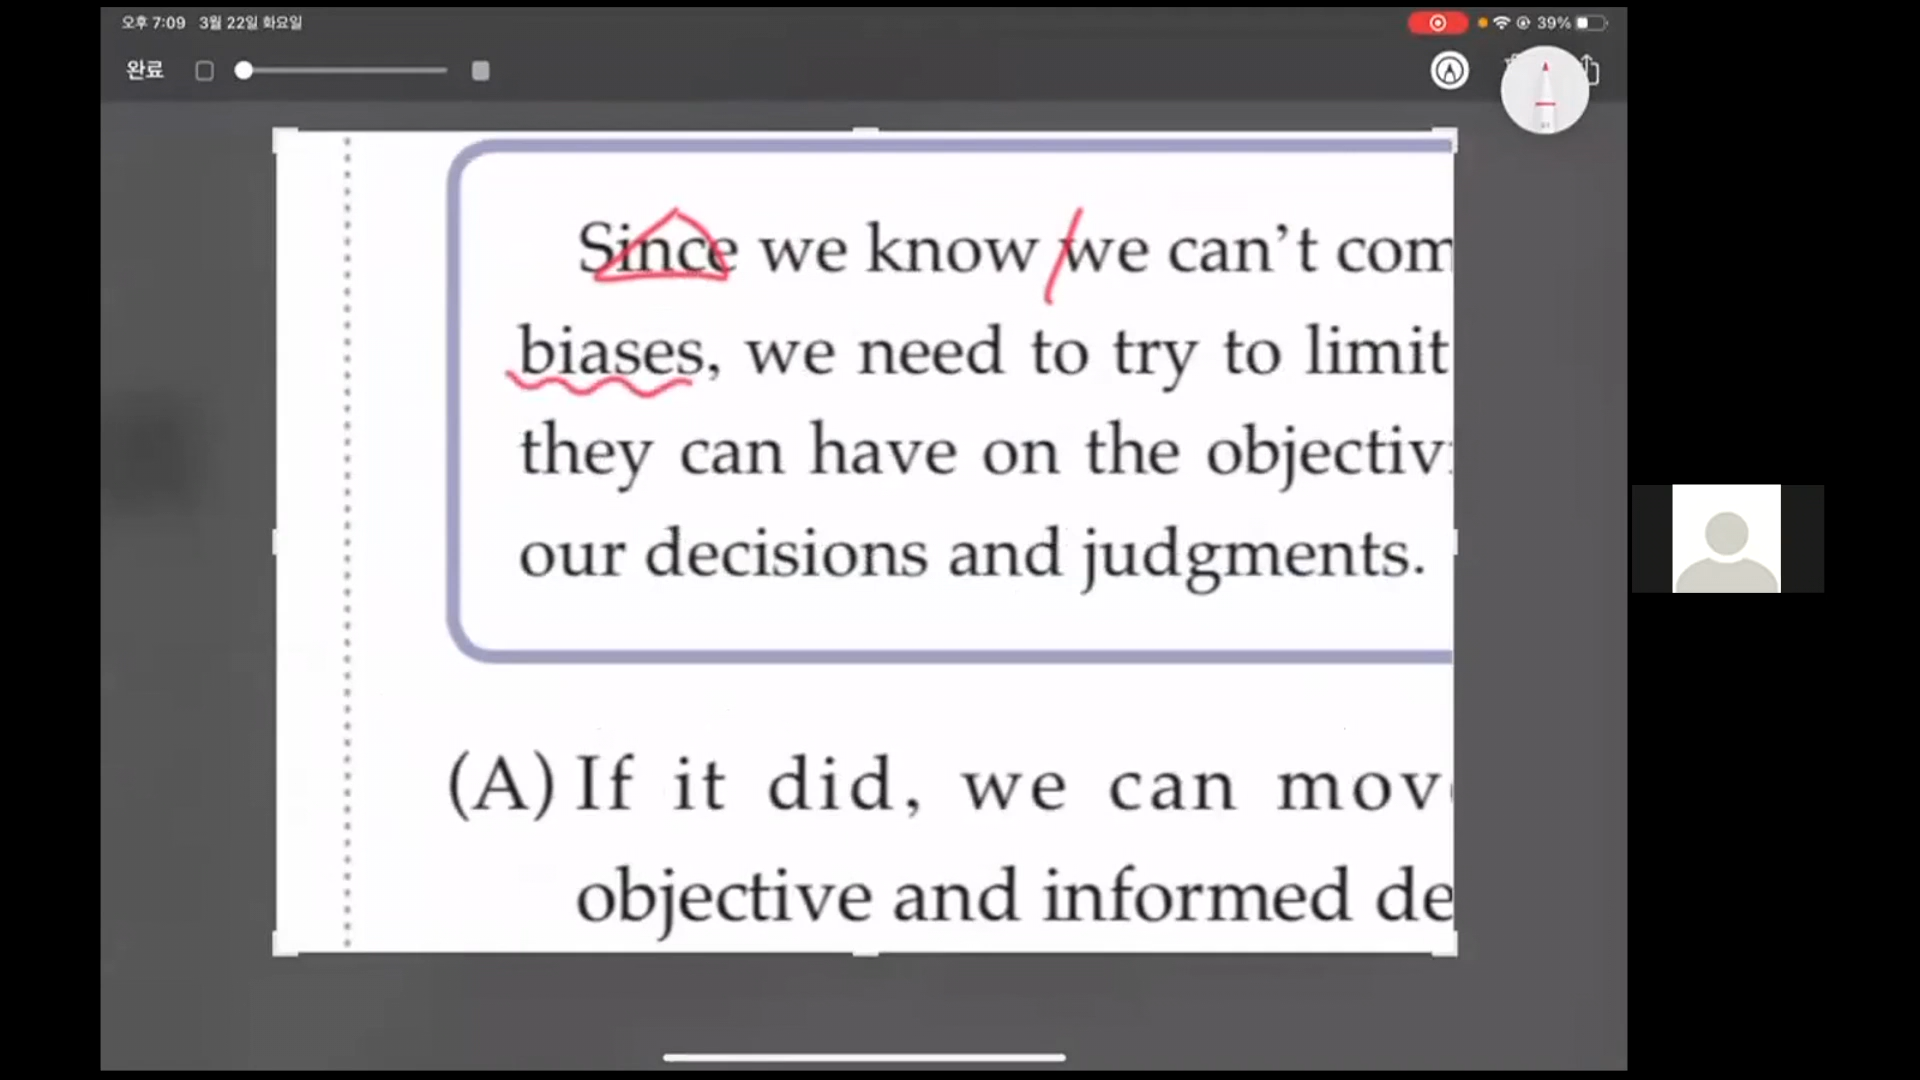 오후 7:09 3월 22일 화요일
39%
완료
Since we know we can't com
biases, we need to try to limit
they can have on the objectiv
our decisions and judgments.
(A) If it did, we can mov
objective and informed de